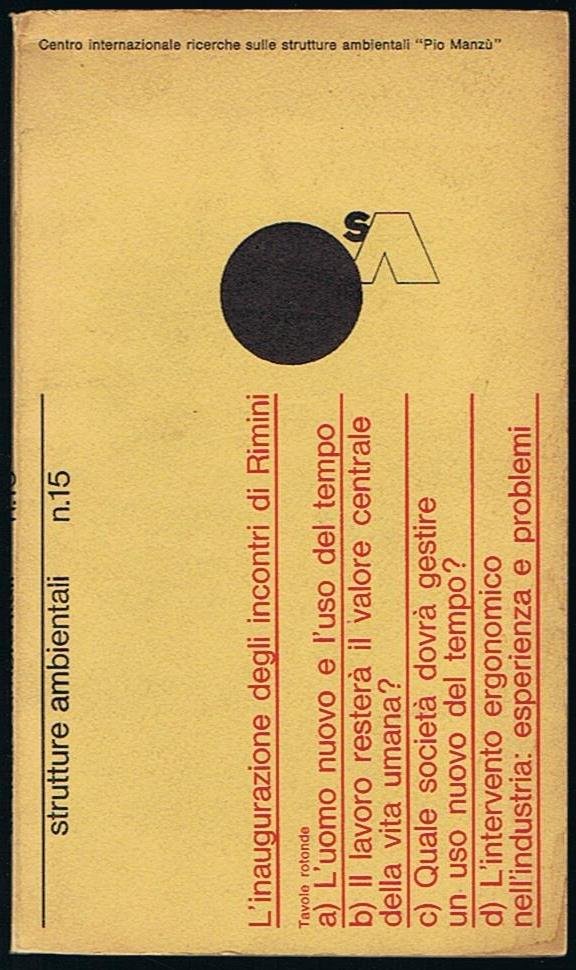 Centro internazionale ricerche sulle strutture ambientali "Pio Manzù"
sA
strutture ambientali n.15
L'inaugurazione degli incontri di Rimini
Tavole rotonde
a) L'uomo nuovo e l'uso del tempo
b) Il lavoro resterà il valore centrale
della vita umana?
c) Quale società dovrà gestire
un uso nuovo del tempo?
d) L'intervento ergonomico
nell'industria: esperienza e problemi